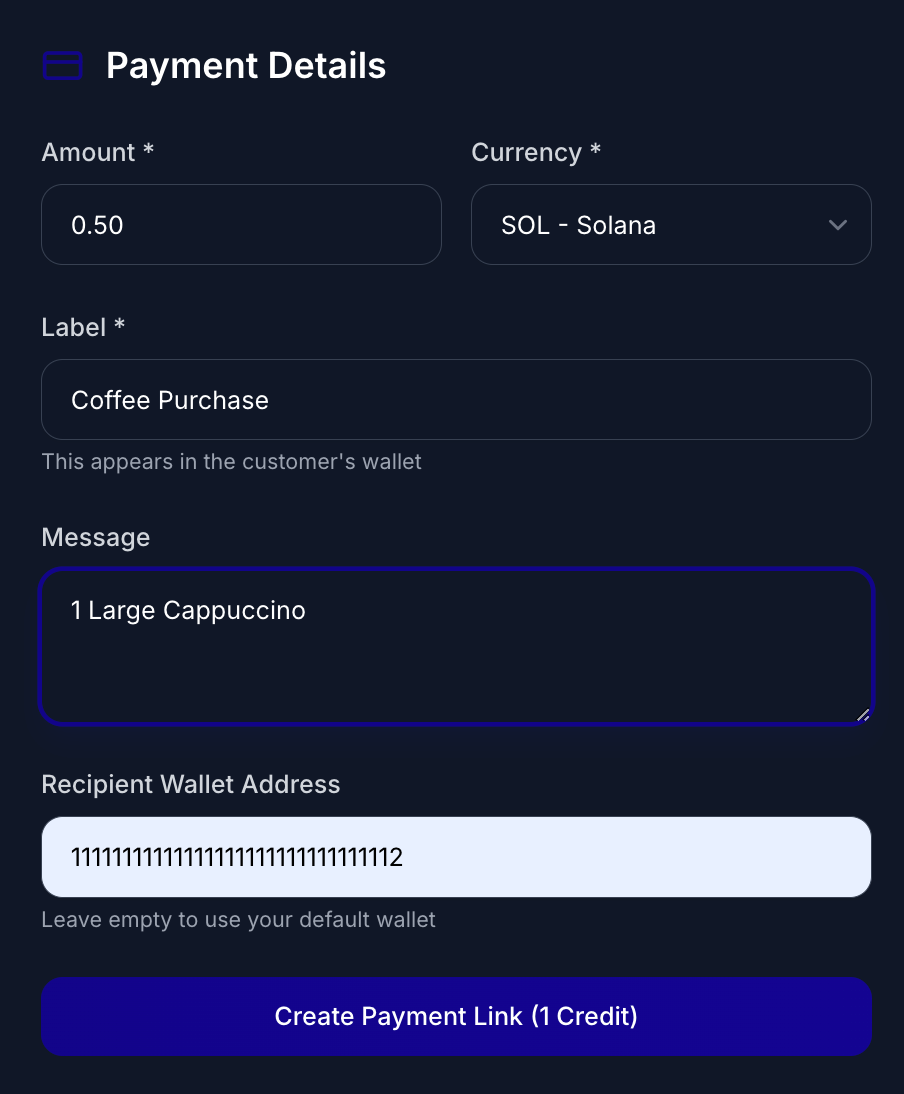 Payment Details
Amount *
Currency *
0.50
SOL - Solana
Label *
Coffee Purchase
This appears in the customer's wallet
Message
1 Large Cappuccino
Recipient Wallet Address
11111111111111111111111111111112
Leave empty to use your default wallet
Create Payment Link (1 Credit)